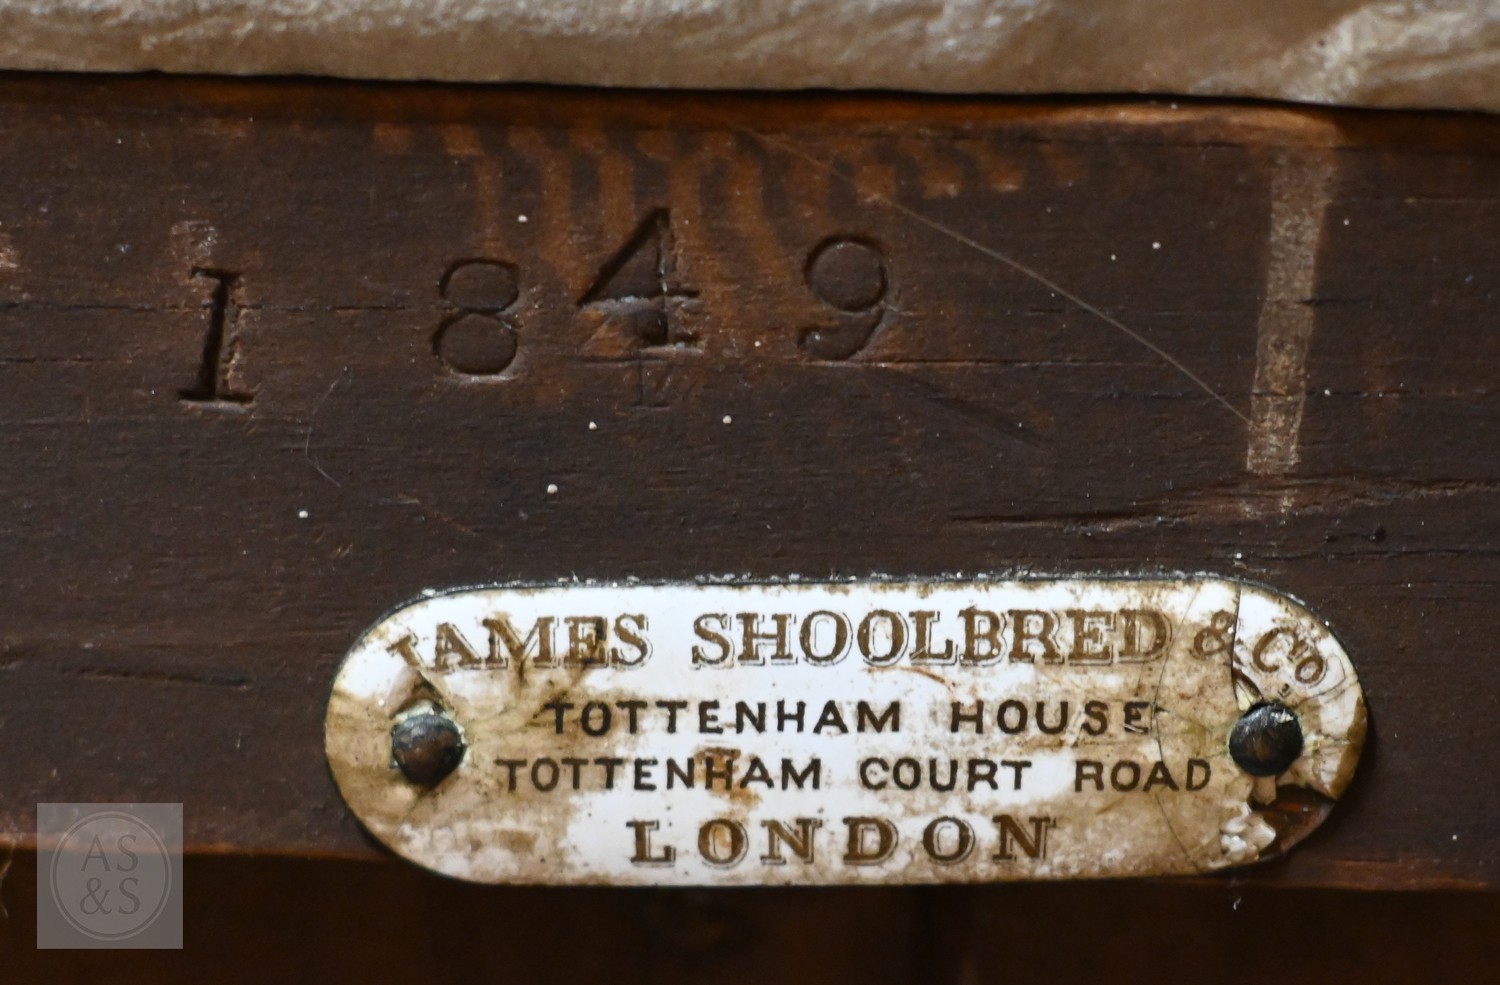 1849
JAMES SHOOLBRED & Co
TOTTENHAM HOUSE
TOTTENHAM COURT ROAD
LONDON
AS
&S